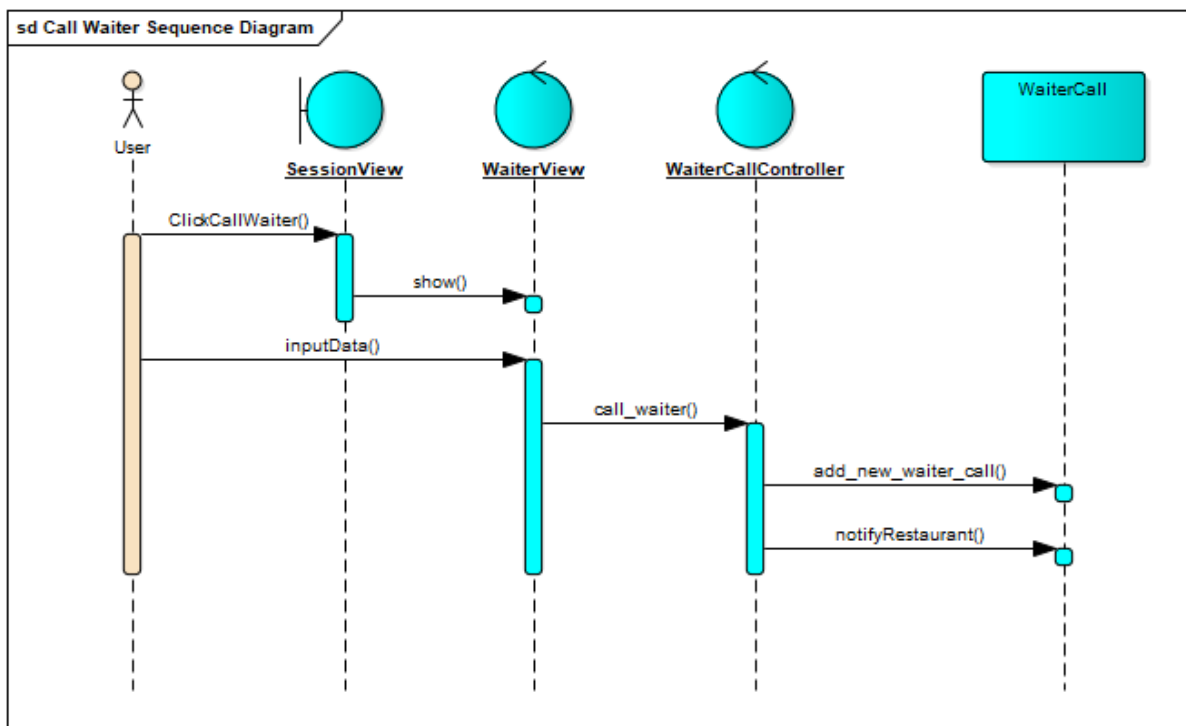 sd Call Waiter Sequence Diagram
WaiterCall
User
SessionView
WaiterView
WaiterCallController
ClickCallWaiter()
show()
inputData()
call_waiter()
add_new_waiter_call()
notifyRestaurant()